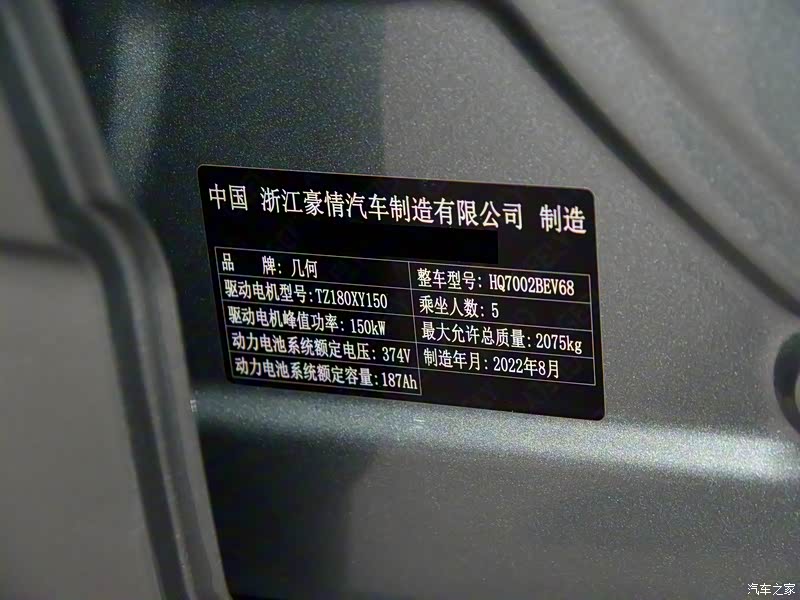 中国 浙江豪情汽车制造有限公司 制造
品 牌: 几何
驱动电机型号: TZ180XY150
驱动电机峰值功率: 150kW
动力电池系统额定电压: 374V
动力电池系统额定容量: 187Ah
整车型号: HQ7002BEV68
乘坐人数: 5
最大允许总质量: 2075kg
制造年月: 2022年8月
汽车之家